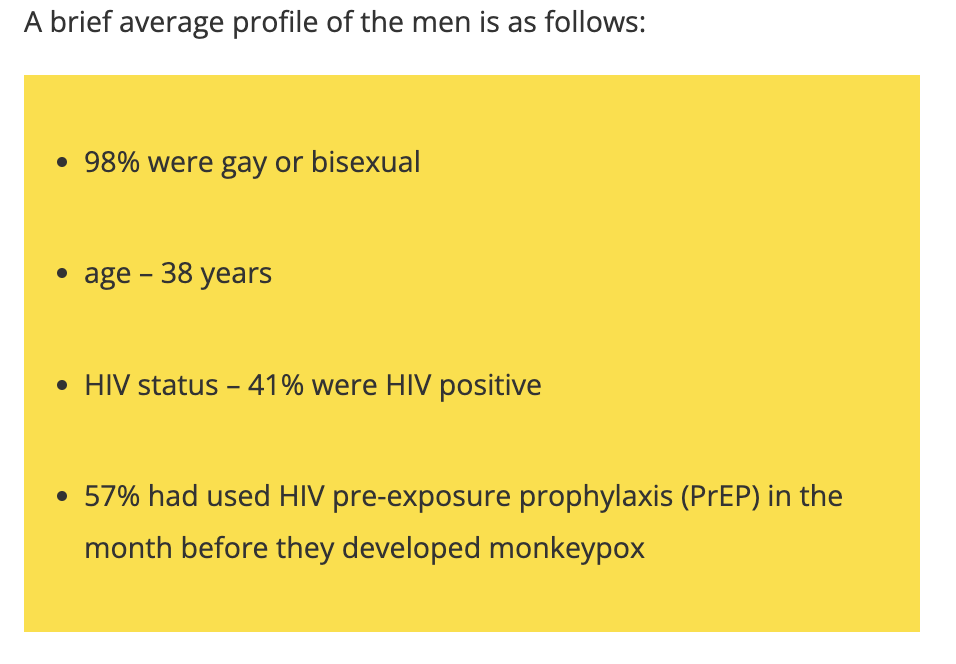 A brief average profile of the men is as follows:
• 98% were gay or bisexual
• age – 38 years
• HIV status – 41% were HIV positive
• 57% had used HIV pre-exposure prophylaxis (PrEP) in the
month before they developed monkeypox